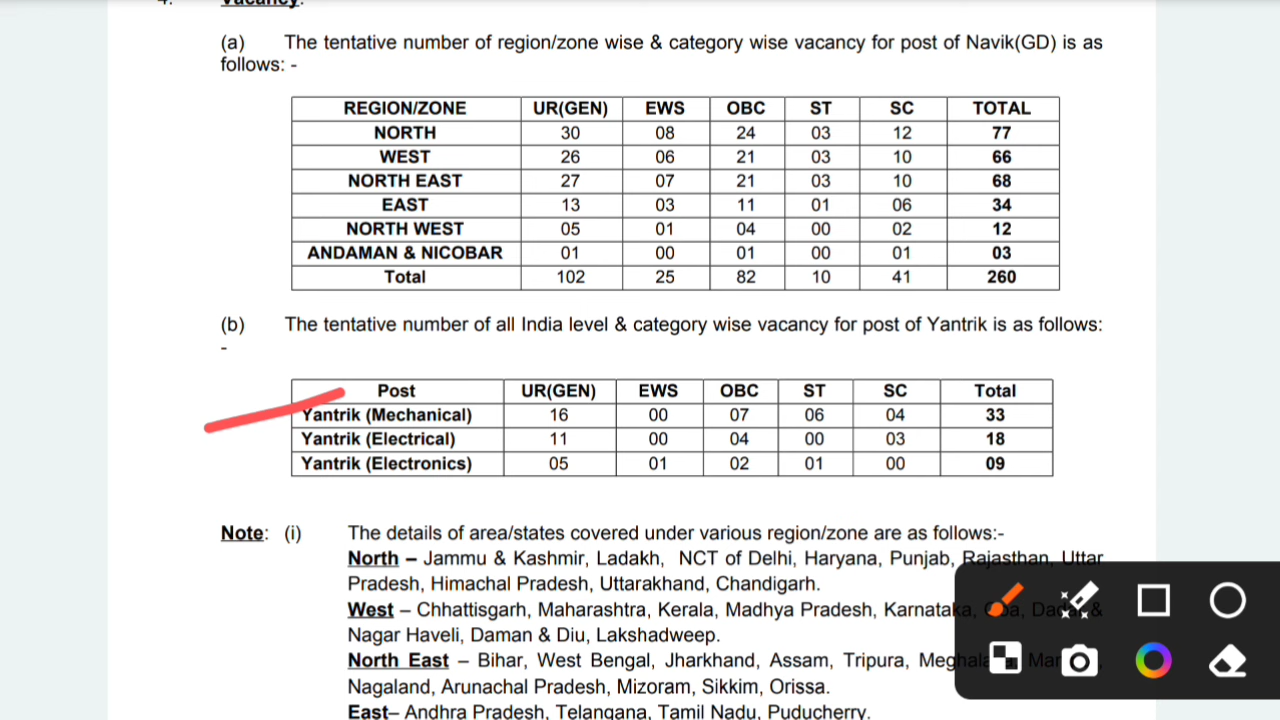 4. Vacancy:
(a) The tentative number of region/zone wise & category wise vacancy for post of Navik(GD) is as
follows: -
REGION/ZONE UR(GEN) EWS OBC ST SC TOTAL
NORTH 30 08 24 03 12 77
WEST 26 06 21 03 10 66
NORTH EAST 27 07 21 03 10 68
EAST 13 03 11 01 06 34
NORTH WEST 05 01 04 00 02 12
ANDAMAN & NICOBAR 01 00 01 00 01 03
Total 102 25 82 10 41 260
(b) The tentative number of all India level & category wise vacancy for post of Yantrik is as follows:
-
Post UR(GEN) EWS OBC ST SC Total
Yantrik (Mechanical) 16 00 07 06 04 33
Yantrik (Electrical) 11 00 04 00 03 18
Yantrik (Electronics) 05 01 02 01 00 09
Note: (i) The details of area/states covered under various region/zone are as follows:-
North – Jammu & Kashmir, Ladakh, NCT of Delhi, Haryana, Punjab, Rajasthan, Uttar
Pradesh, Himachal Pradesh, Uttarakhand, Chandigarh.
West – Chhattisgarh, Maharashtra, Kerala, Madhya Pradesh, Karnataka, &
Nagar Haveli, Daman & Diu, Lakshadweep.
North East – Bihar, West Bengal, Jharkhand, Assam, Tripura,
Nagaland, Arunachal Pradesh, Mizoram, Sikkim, Orissa.
East– Andhra Pradesh, Telangana, Tamil Nadu, Puducherry.